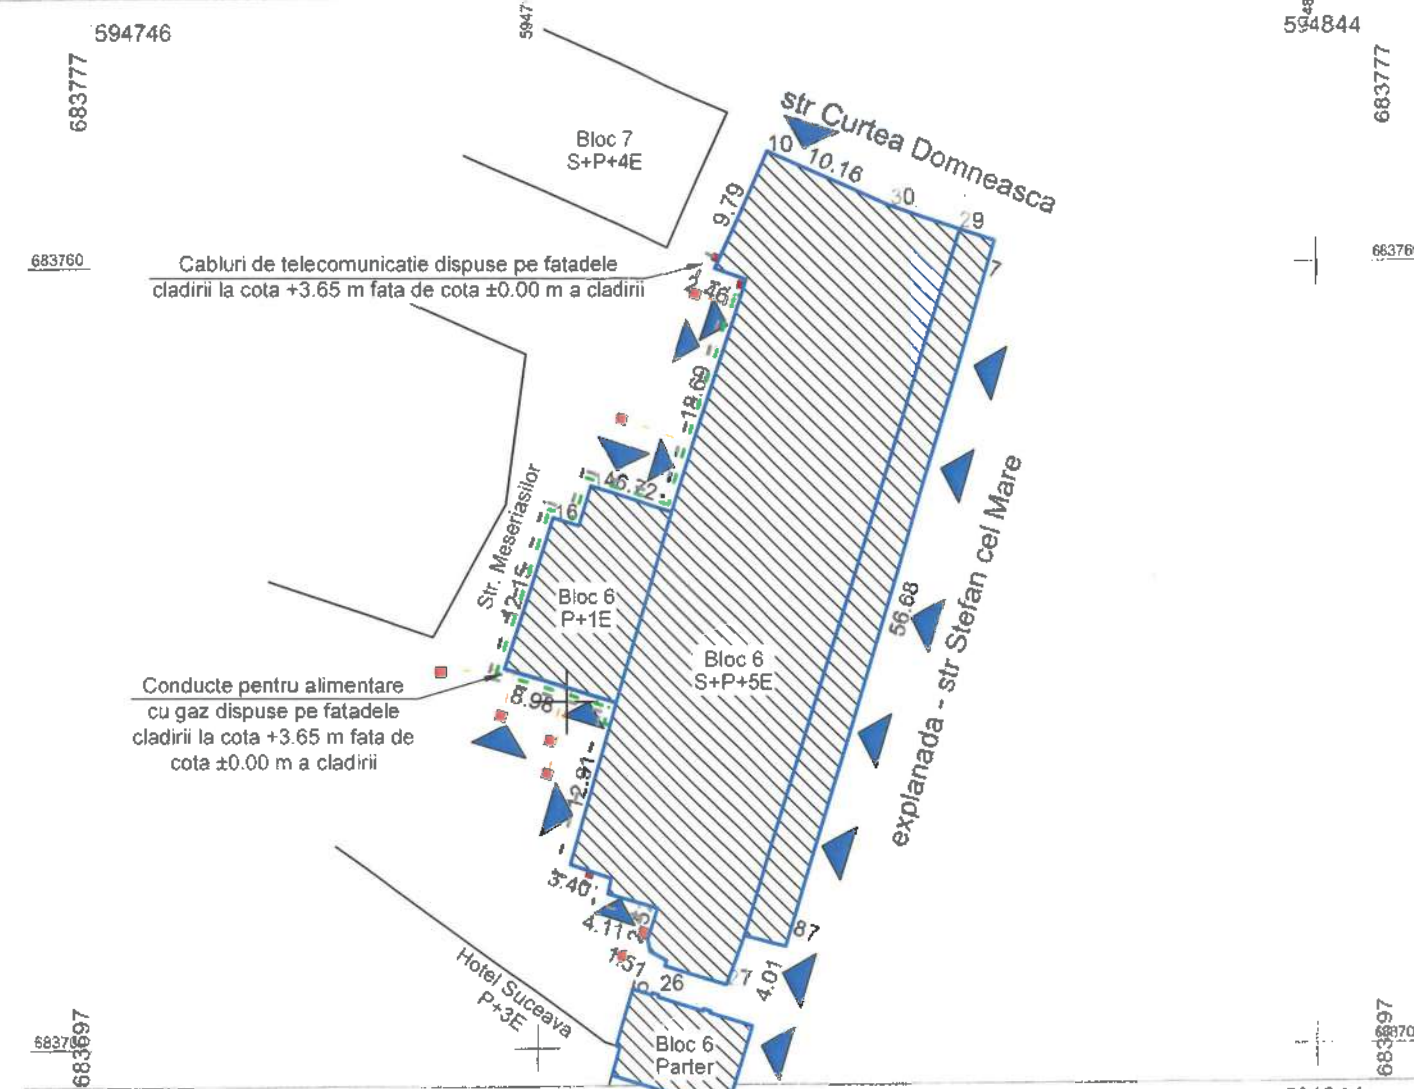 594746
594844
683777
683777
str Curtea Domneasca
Bloc 7
S+P+4E
10
10.16
30
29
7
9.79
683760
Cabluri de telecomunicatie dispuse pe fatadele
cladirii la cota +3.65 m fata de cota ±0.00 m a cladirii
2.46
18.69
46.72
16
Str. Meseriasilor
12.15
Bloc 6
P+1E
Bloc 6
S+P+5E
56.68
explanada - str Stefan cel Mare
Conducte pentru alimentare
cu gaz dispuse pe fatadele
cladirii la cota +3.65 m fata de
cota ±0.00 m a cladirii
8.98
12.91
3.40
4.11
1.51
26
27
87
4.01
Hotel Suceava
P+3E
Bloc 6
Parter
683697
683697